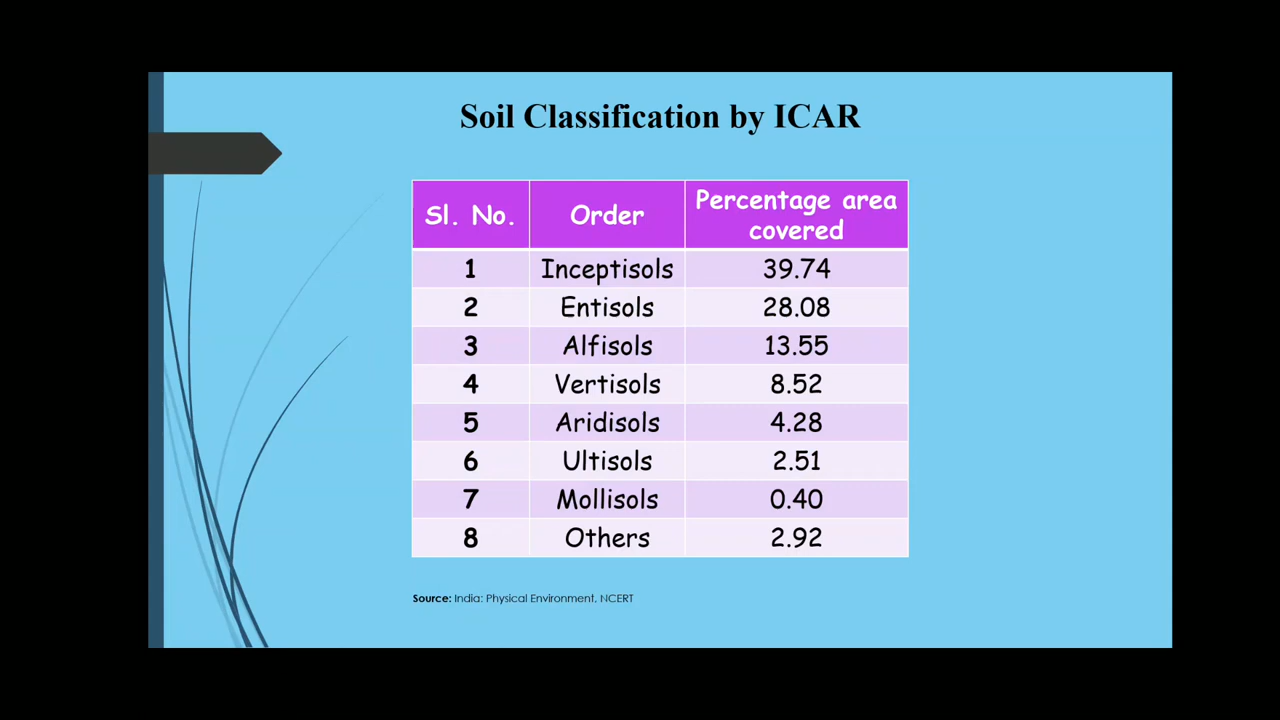 Soil Classification by ICAR
Sl. No. Order Percentage area covered
1 Inceptisols 39.74
2 Entisols 28.08
3 Alfisols 13.55
4 Vertisols 8.52
5 Aridisols 4.28
6 Ultisols 2.51
7 Mollisols 0.40
8 Others 2.92
Source: India: Physical Environment, NCERT